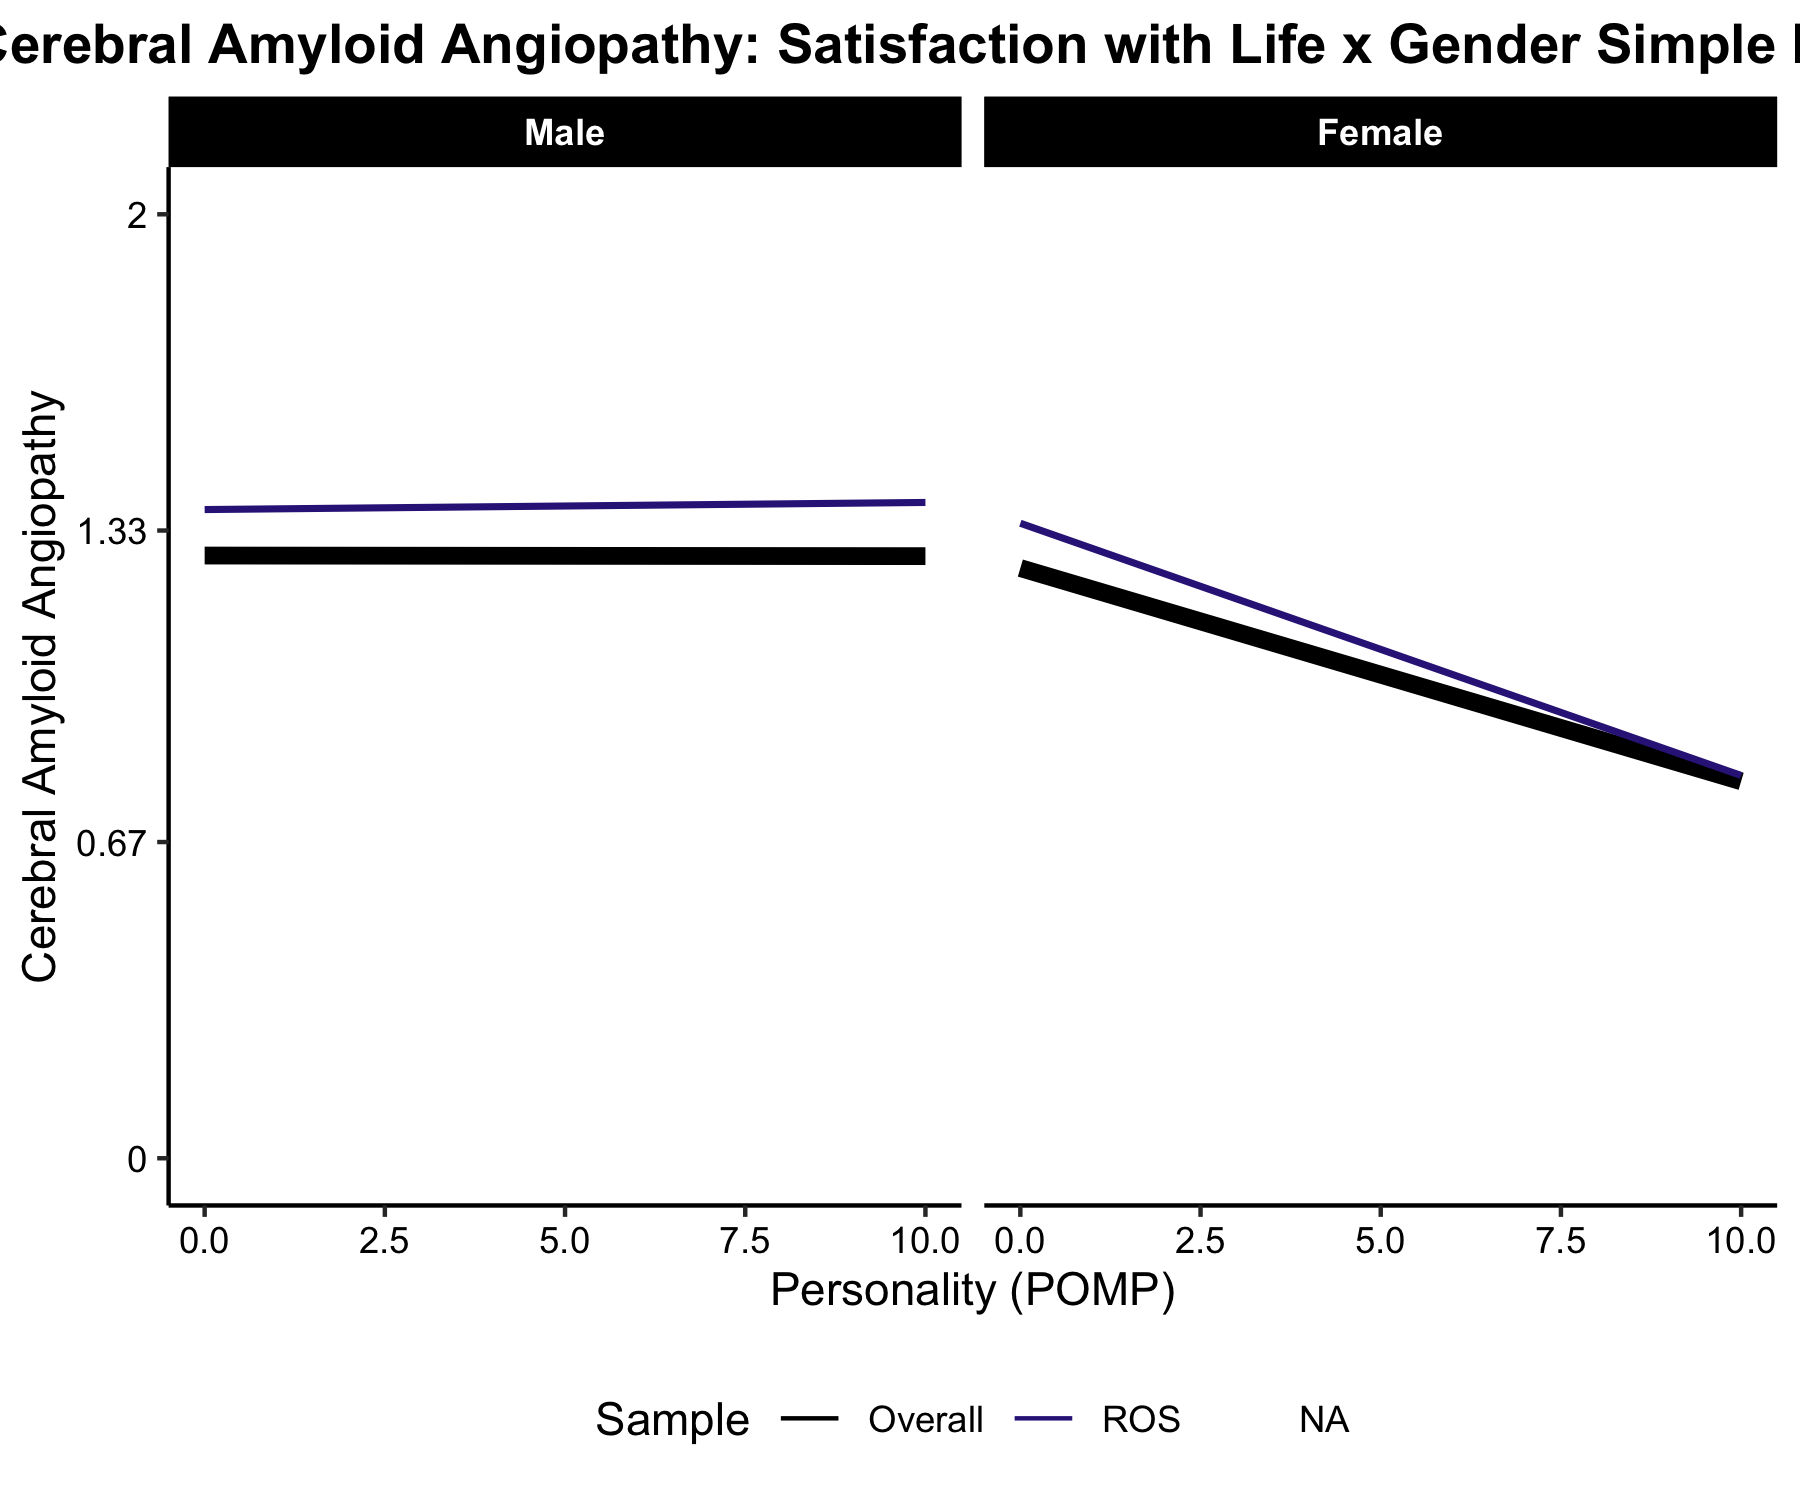 Cerebral Amyloid Angiopathy: Satisfaction with Life x Gender Simple
Male
Female
Cerebral Amyloid Angiopathy
2
1.33
0.67
0
0.0 2.5 5.0 7.5 10.0
0.0 2.5 5.0 7.5 10.0
Personality (POMP)
Sample Overall ROS NA